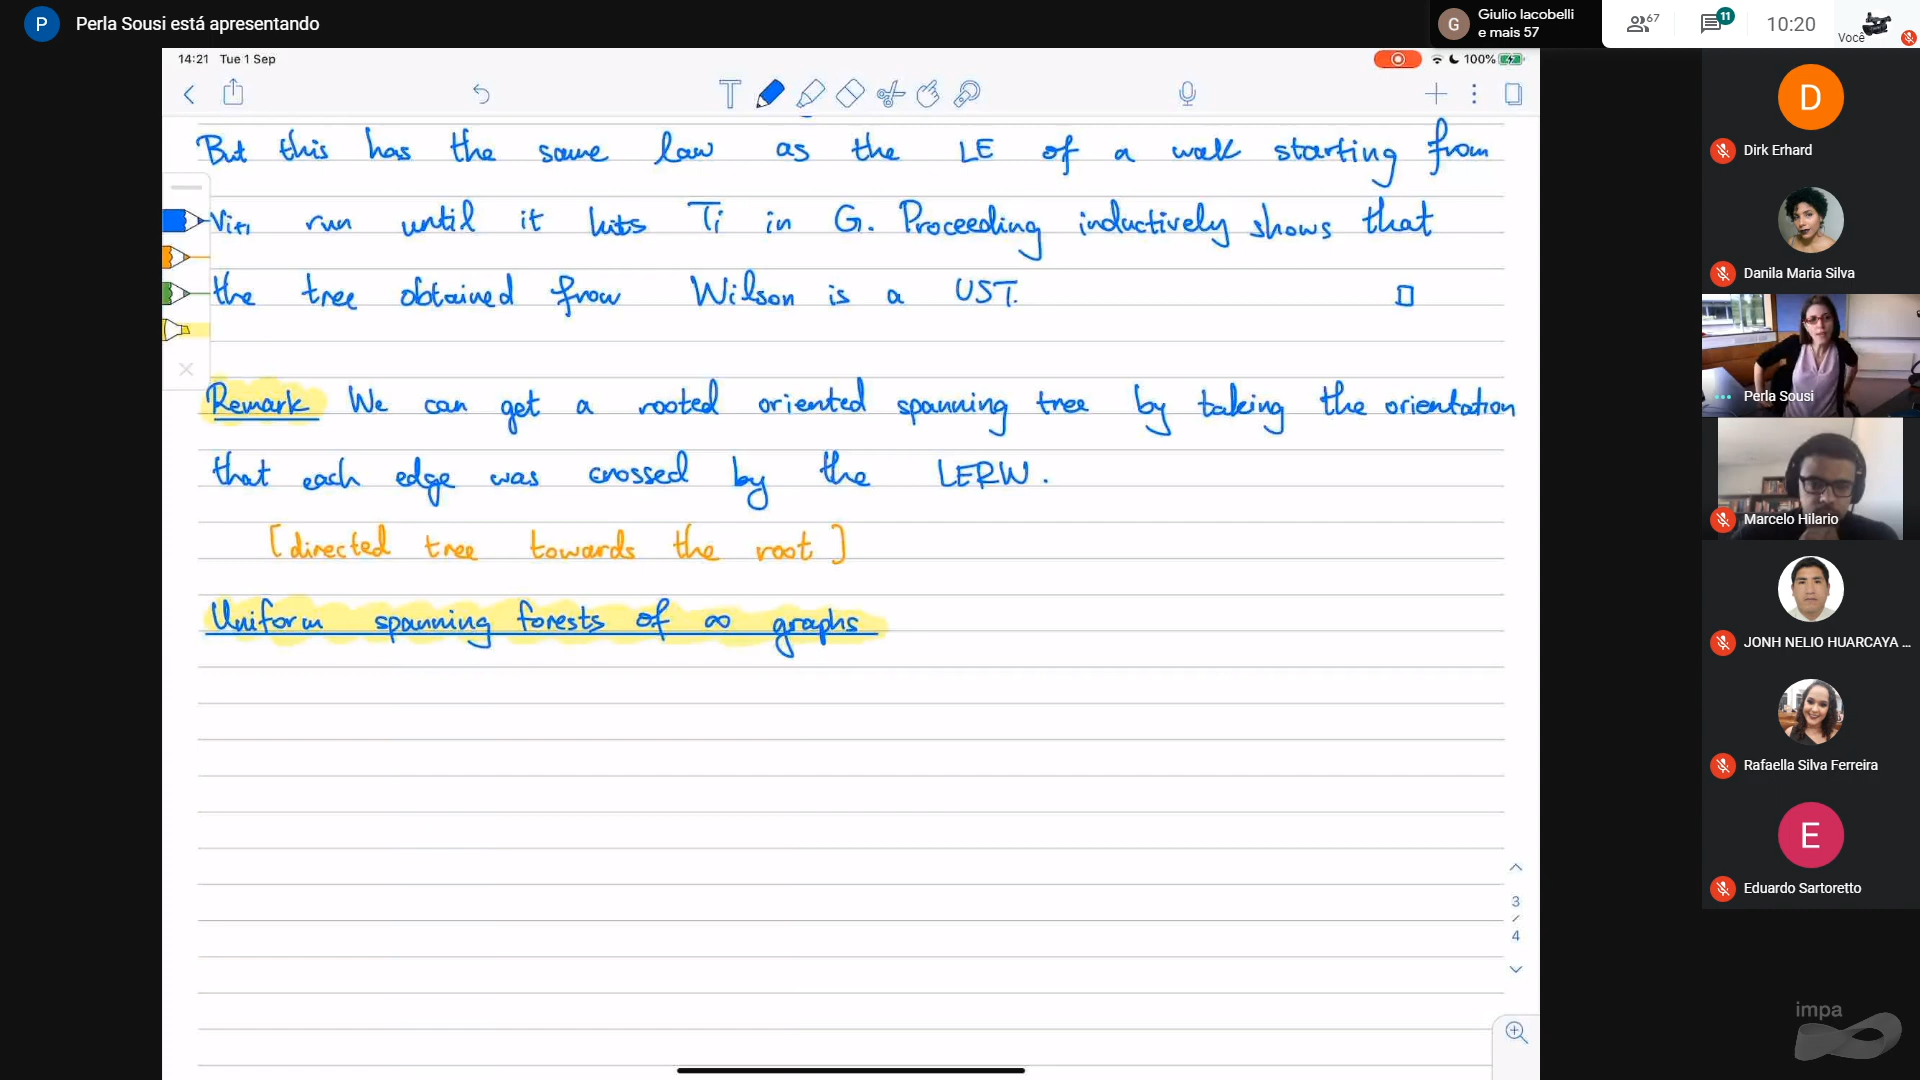 Perla Sousi está apresentando
Giulio Iacobelli
e mais 57
67
11
10:20
Você
14:21 Tue 1 Sep
100%
But this has the same law as the LE of a walk starting from
Vi+1 run until it hits Ti in G. Proceeding inductively shows that
the tree obtained from Wilson is a UST. □
Remark We can get a rooted oriented spanning tree by taking the orientation
that each edge was crossed by the LERW.
[directed tree towards the root]
Uniform spanning forests of ∞ graphs
3
/
4
D
Dirk Erhard
Danila Maria Silva
Perla Sousi
Marcelo Hilario
JONH NELIO HUARCAYA ...
Rafaella Silva Ferreira
E
Eduardo Sartoretto
impa
P
G
T